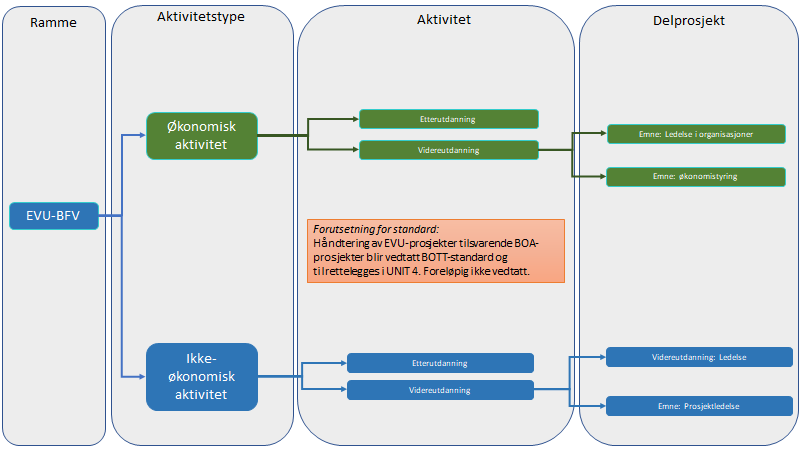 Ramme
Aktivitetstype
Aktivitet
Delprosjekt
EVU-BFV
Økonomisk
aktivitet
Etterutdanning
Videreutdanning
Emne: Ledelse i organisasjoner
Emne: økonomistyring
Forutsetning for standard:
Håndtering av EVU-prosjekter tilsvarende BOA-
prosjekter blir vedtatt BOTT-standard og
tilrettelegges i UNIT 4. Foreløpig ikke vedtatt.
Ikke-
økonomisk
aktivitet
Etterutdanning
Videreutdanning
Videreutdanning: Ledelse
Emne: Prosjektledelse